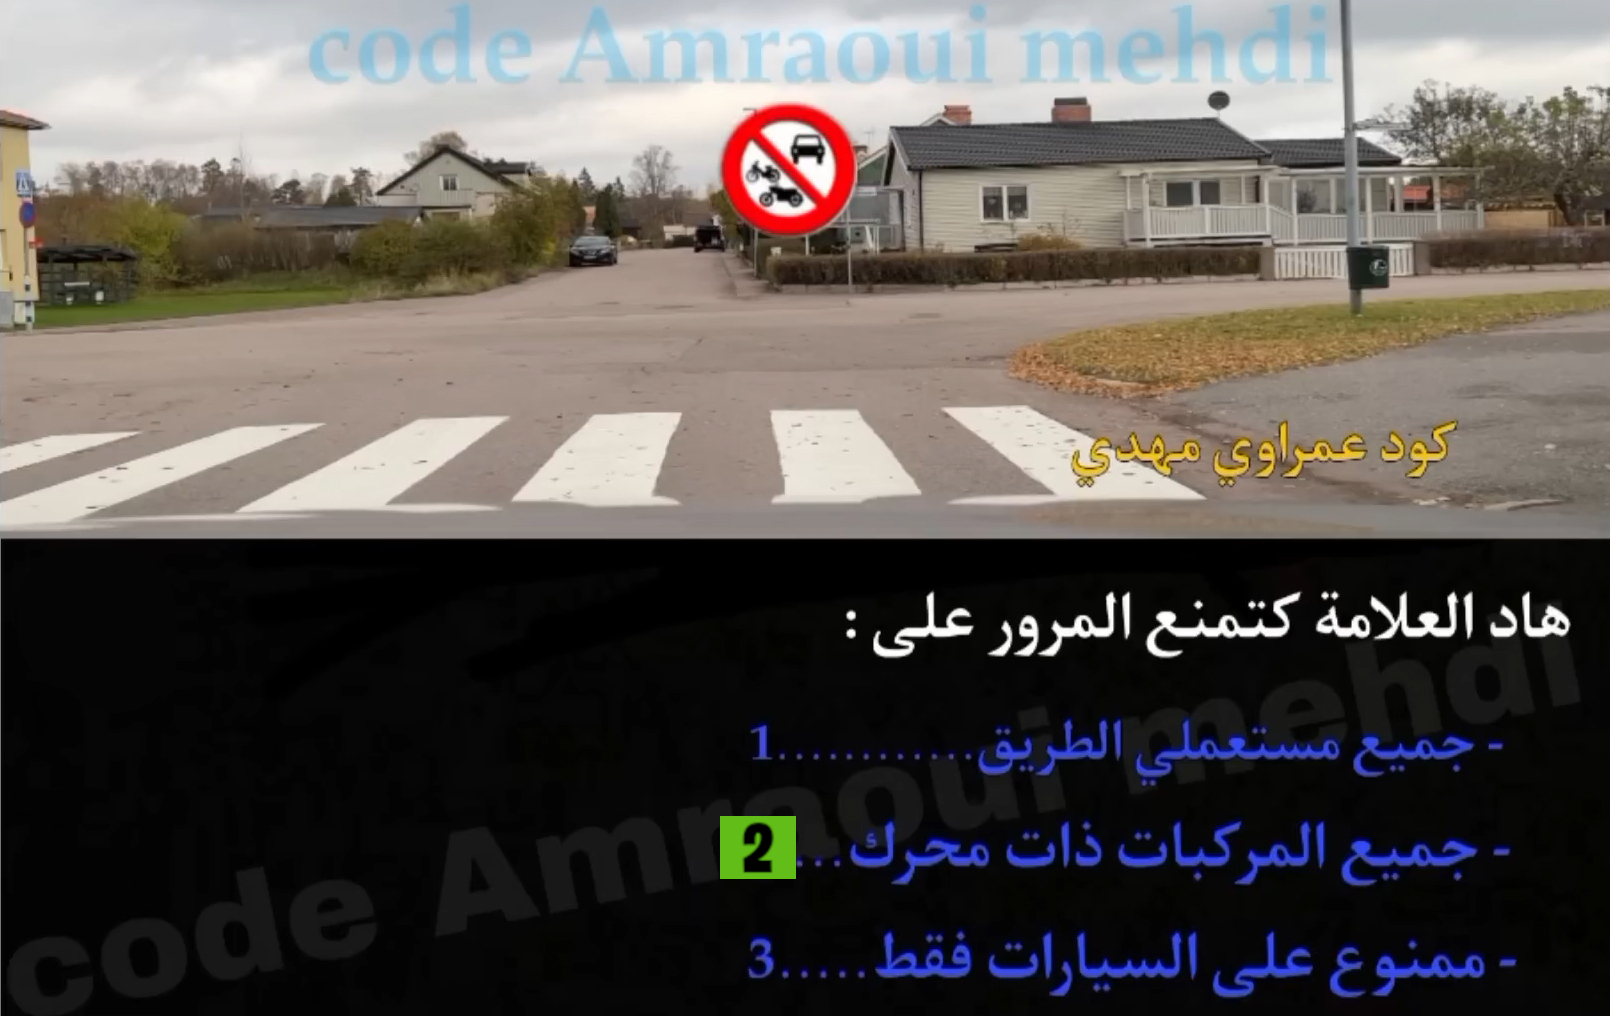 code Amraoui mehdi
كود عمراوي مهدي
هاد العلامة كتمنع المرور على :
- جميع مستعملي الطريق............1
- جميع المركبات ذات محرك...2
- ممنوع على السيارات فقط.....3
code Amraoui mehdi